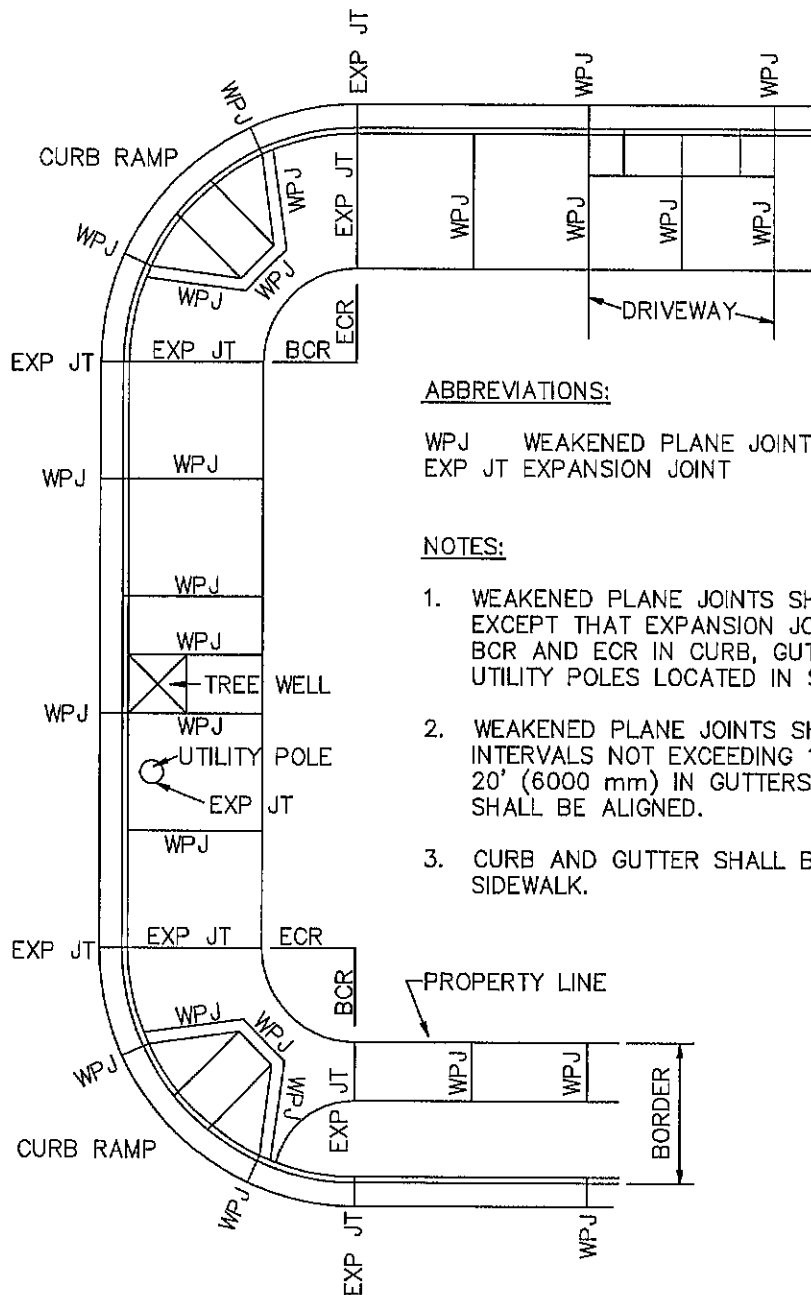 EXP JT
WPJ
WPJ
WPJ
CURB RAMP
WPJ
EXP JT
WPJ
WPJ
WPJ
WPJ
WPJ
WPJ
WPJ
DRIVEWAY
ECR
EXP JT
EXP JT
BCR
ABBREVIATIONS:
WPJ WEAKENED PLANE JOINT
EXP JT EXPANSION JOINT
WPJ
WPJ
NOTES:
1. WEAKENED PLANE JOINTS SH
EXCEPT THAT EXPANSION JO
BCR AND ECR IN CURB, GUT
UTILITY POLES LOCATED IN S
WPJ
WPJ
TREE WELL
WPJ
WPJ
UTILITY POLE
EXP JT
WPJ
2. WEAKENED PLANE JOINTS SH
INTERVALS NOT EXCEEDING 1
20' (6000 mm) IN GUTTERS
SHALL BE ALIGNED.
3. CURB AND GUTTER SHALL B
SIDEWALK.
EXP JT
EXP JT
ECR
BCR
PROPERTY LINE
WPJ
WPJ
WPJ
WPJ
EXP JT
WPJ
WPJ
BORDER
CURB RAMP
WPJ
EXP JT
WPJ